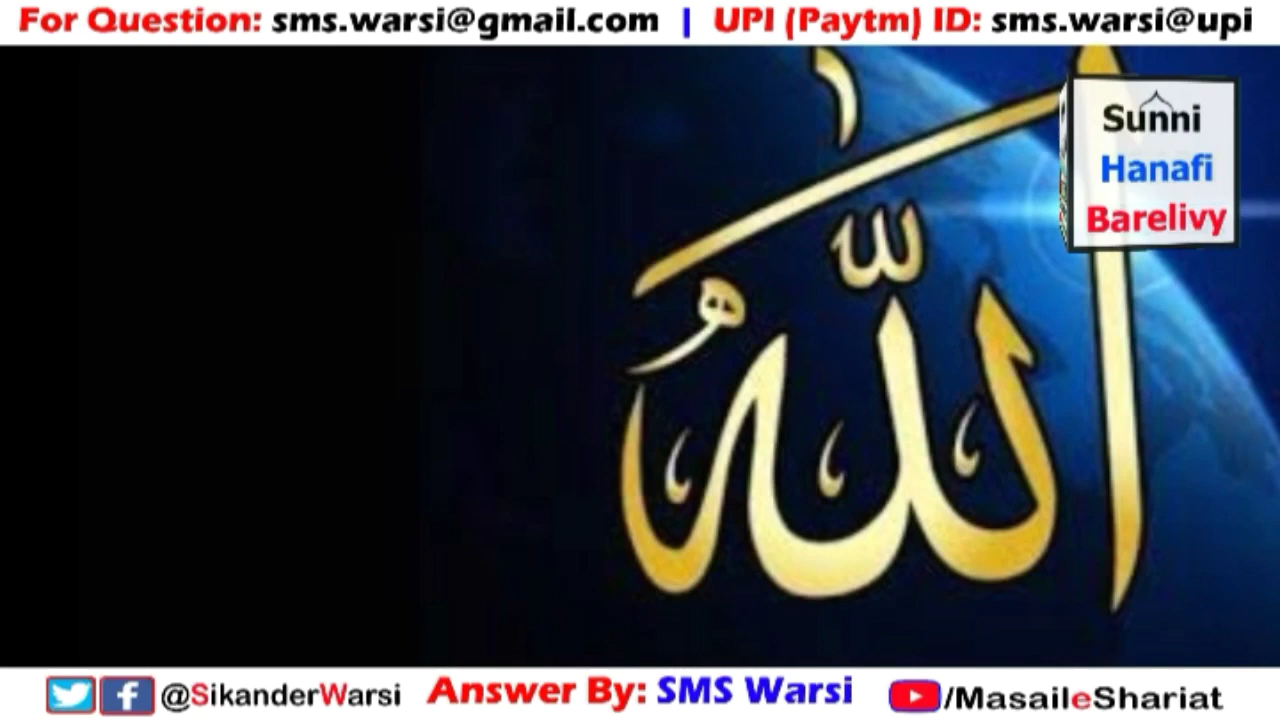 For Question: sms.warsi@gmail.com | UPI (Paytm) ID: sms.warsi@upi
Sunni
Hanafi
Barelivy
اللّٰهُ
@SikanderWarsi Answer By: SMS Warsi /MasaileShariat